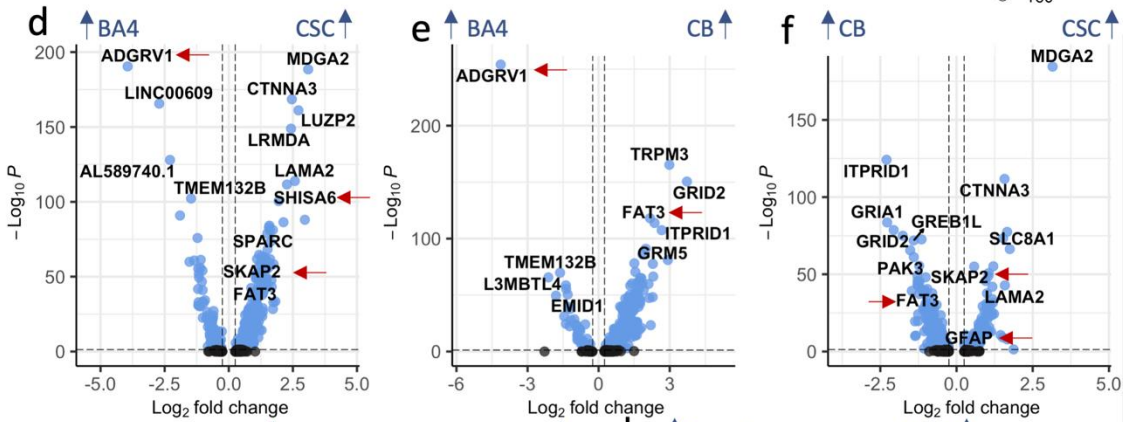 d
BA4
CSC
ADGRV1
MDGA2
LINC00609
CTNNA3
LUZP2
LRMDA
AL589740.1
LAMA2
TMEM132B
SHISA6
SPARC
SKAP2
FAT3
200
150
100
50
0
-5.0
-2.5
0.0
2.5
5.0
− Log10 P
Log2 fold change
e
BA4
CB
ADGRV1
TRPM3
GRID2
FAT3
ITPRID1
GRM5
TMEM132B
L3MBTL4
EMID1
200
100
0
-6
-3
0
3
− Log10 P
Log2 fold change
f
CB
CSC
MDGA2
ITPRID1
CTNNA3
GRIA1
GREB1L
GRID2
SLC8A1
PAK3
SKAP2
FAT3
LAMA2
GFAP
150
100
50
0
-2.5
0.0
2.5
5.0
− Log10 P
Log2 fold change